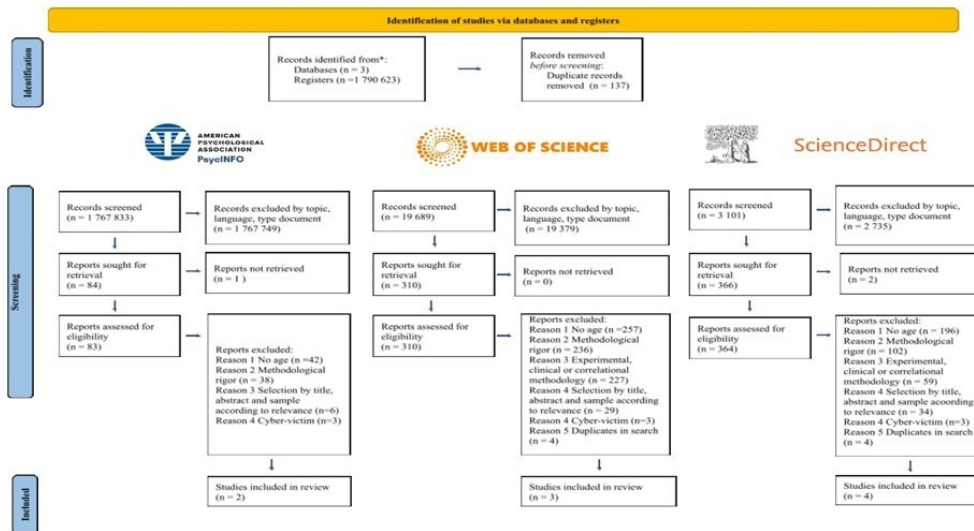 Identification of studies via databases and registers
Identification
Records identified from*:
Databases (n = 3)
Registers (n =1 790 623)
Records removed
before screening:
Duplicate records
removed (n = 137)
AMERICAN
PSYCHOLOGICAL
ASSOCIATION
PsycINFO
WEB OF SCIENCE
ScienceDirect
Screening
Records screened
(n = 1 767 833)
Records excluded by topic,
language, type document
(n = 1 767 749)
Reports sought for
retrieval
(n = 84)
Reports not retrieved
(n = 1 )
Reports assessed for
eligibility
(n = 83)
Reports excluded:
Reason 1 No age (n =42)
Reason 2 Methodological
rigor (n = 38)
Reason 3 Selection by title,
abstract and sample
according to relevance (n=6)
Reason 4 Cyber-victim (n=3)
Records screened
(n = 19 689)
Records excluded by topic,
language, type document
(n = 19 379)
Reports sought for
retrieval
(n = 310)
Reports not retrieved
(n = 0)
Reports assessed for
eligibility
(n = 310)
Reports excluded:
Reason 1 No age (n =257)
Reason 2 Methodological
rigor (n = 236)
Reason 3 Experimental,
clinical or correlational
methodology (n = 227)
Reason 4 Selection by title,
abstract and sample
according to relevance
(n = 29)
Reason 4 Cyber-victim (n=3)
Reason 5 Duplicates in search
(n = 4)
Records screened
(n = 3 101)
Records excluded by topic,
language, type document
(n = 2 735)
Reports sought for
retrieval
(n = 366)
Reports not retrieved
(n = 2)
Reports assessed for
eligibility
(n = 364)
Reports excluded:
Reason 1 No age (n = 196)
Reason 2 Methodological
rigor (n = 102)
Reason 3 Experimental,
clinical or correlational
methodology (n = 59)
Reason 4 Selection by title,
abstract and sample according
to relevance (n = 34)
Reason 4 Cyber-victim (n=3)
Reason 5 Duplicates in search
(n = 4)
Included
Studies included in review
(n = 2)
Studies included in review
(n = 3)
Studies included in review
(n = 4)